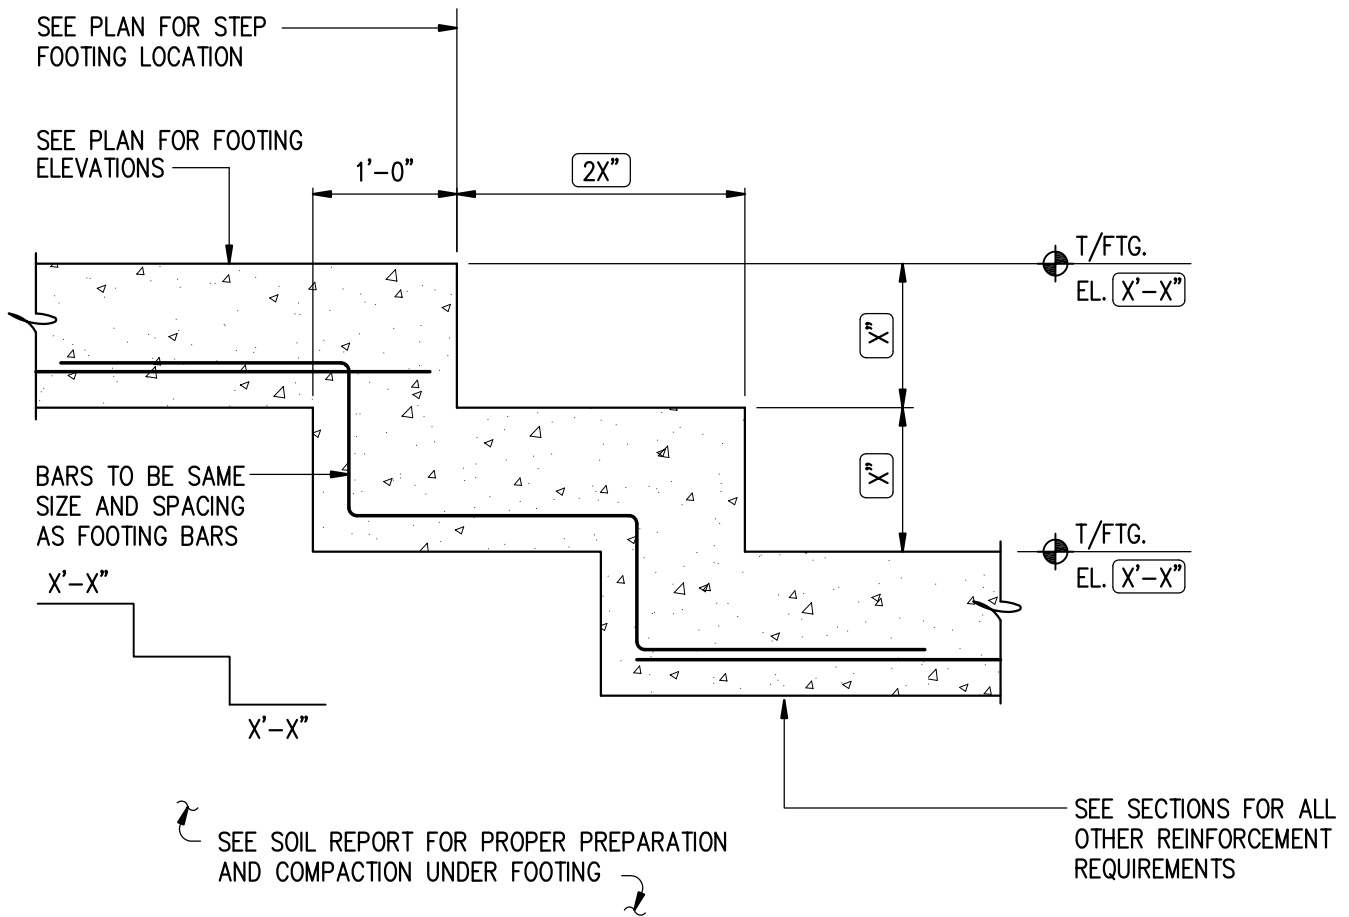 SEE PLAN FOR STEP
FOOTING LOCATION
SEE PLAN FOR FOOTING
ELEVATIONS
1'-0"
2X"
T/FTG.
EL. X'-X"
X"
X"
BARS TO BE SAME
SIZE AND SPACING
AS FOOTING BARS
T/FTG.
EL. X'-X"
X'-X"
X'-X"
SEE SOIL REPORT FOR PROPER PREPARATION
AND COMPACTION UNDER FOOTING
SEE SECTIONS FOR ALL
OTHER REINFORCEMENT
REQUIREMENTS